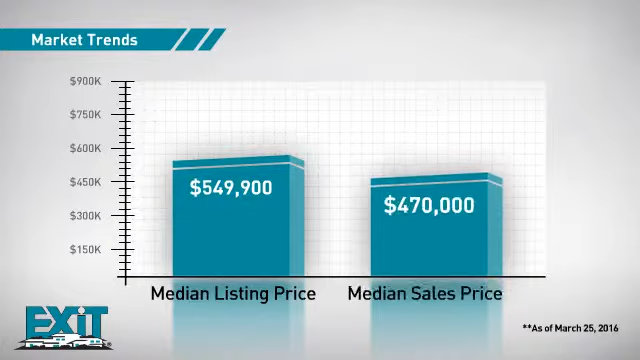 Market Trends
$900K
$750K
$600K
$450K
$300K
$150K
$549,900
$470,000
Median Listing Price
Median Sales Price
EXIT
**As of March 25, 2016